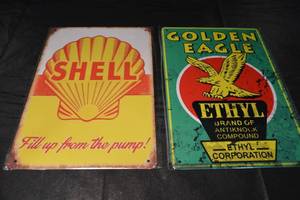 SHELL
Fill up from the pump!
GOLDEN
EAGLE
ETHYL
BRAND OF
ANTIKNOCK
COMPOUND
ETHYL
CORPORATION